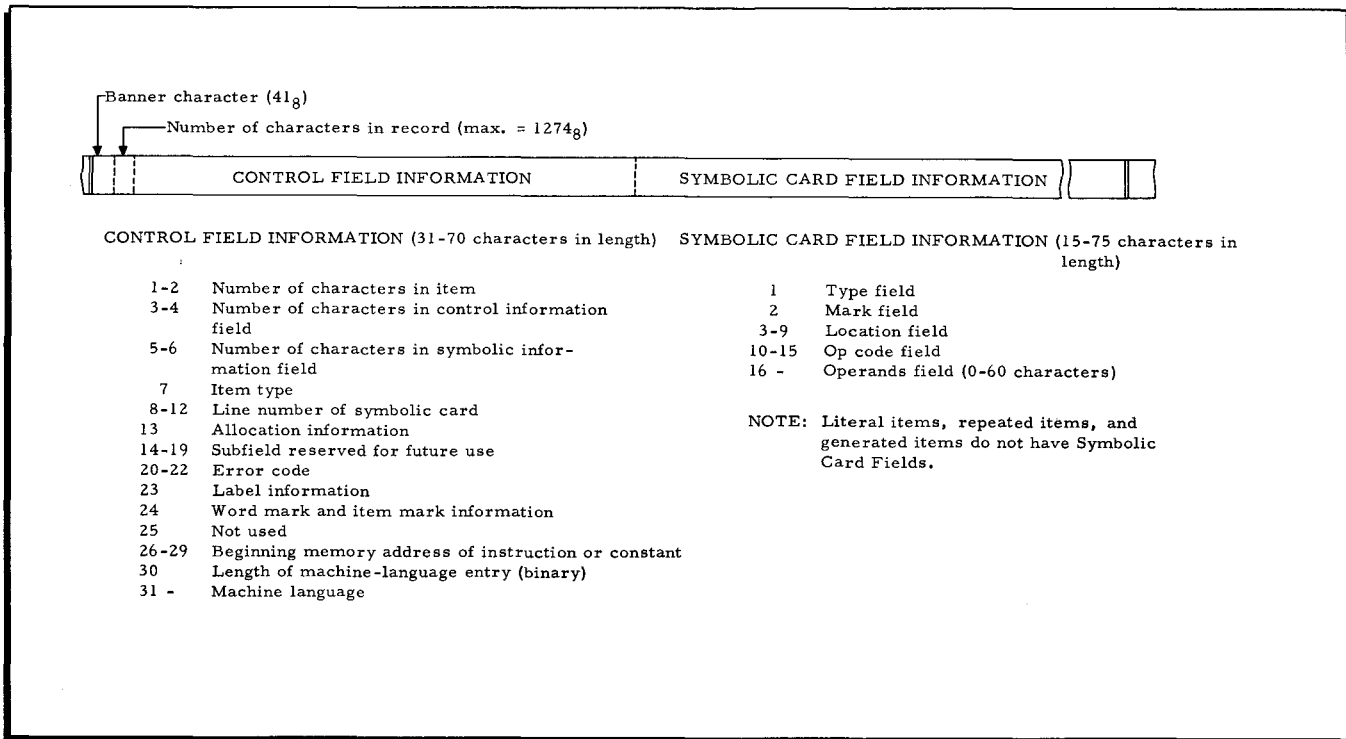 Banner character (41₈)
Number of characters in record (max. = 1274₈)
CONTROL FIELD INFORMATION
SYMBOLIC CARD FIELD INFORMATION
CONTROL FIELD INFORMATION (31-70 characters in length)
1-2 Number of characters in item
3-4 Number of characters in control information
field
5-6 Number of characters in symbolic infor-
mation field
7 Item type
8-12 Line number of symbolic card
13 Allocation information
14-19 Subfield reserved for future use
20-22 Error code
23 Label information
24 Word mark and item mark information
25 Not used
26-29 Beginning memory address of instruction or constant
30 Length of machine-language entry (binary)
31 - Machine language
SYMBOLIC CARD FIELD INFORMATION (15-75 characters in
length)
1 Type field
2 Mark field
3-9 Location field
10-15 Op code field
16 - Operands field (0-60 characters)
NOTE: Literal items, repeated items, and
generated items do not have Symbolic
Card Fields.